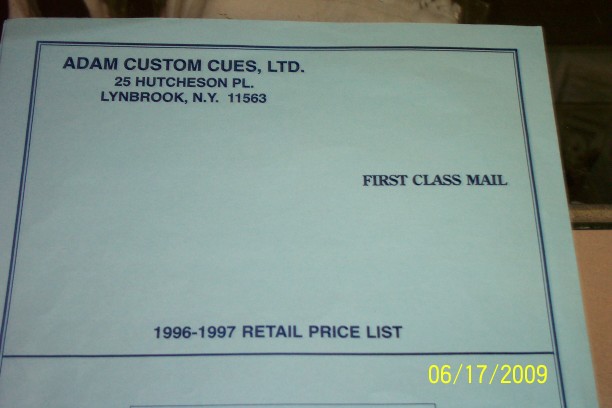 ADAM CUSTOM CUES, LTD.
25 HUTCHESON PL.
LYNBROOK, N.Y. 11563
FIRST CLASS MAIL
1996-1997 RETAIL PRICE LIST
06/17/2009